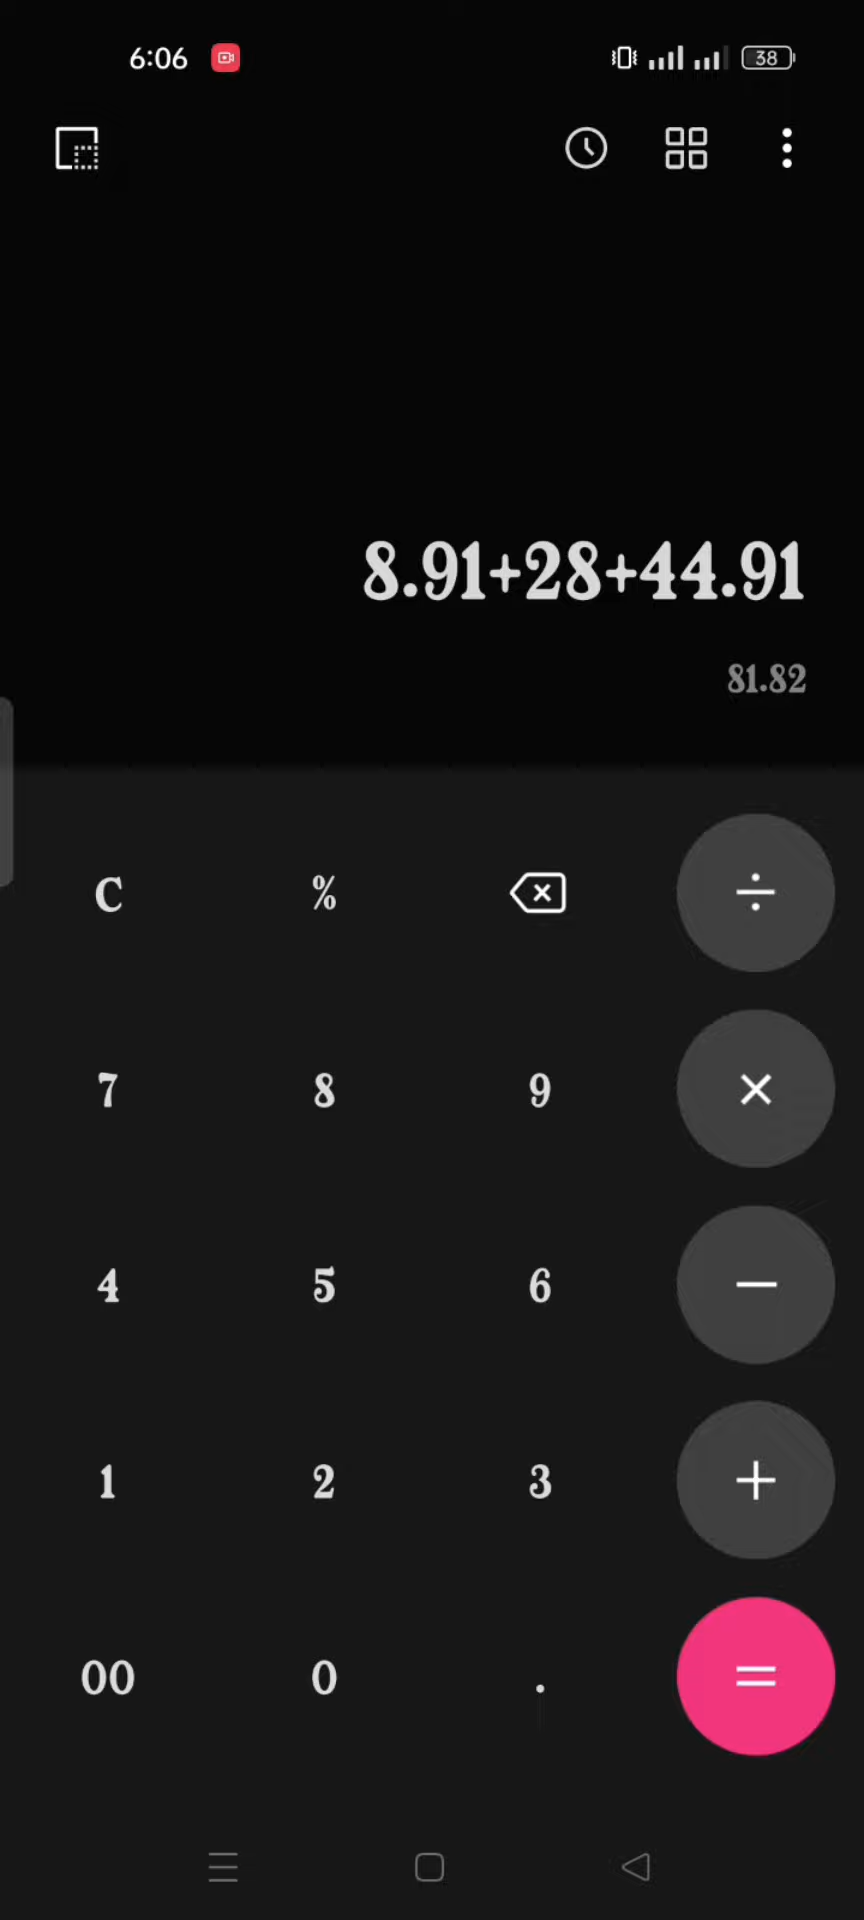 6:06
38
8.91+28+44.91
81.82
C % ÷
7 8 9 ×
4 5 6 −
1 2 3 +
00 0 . =